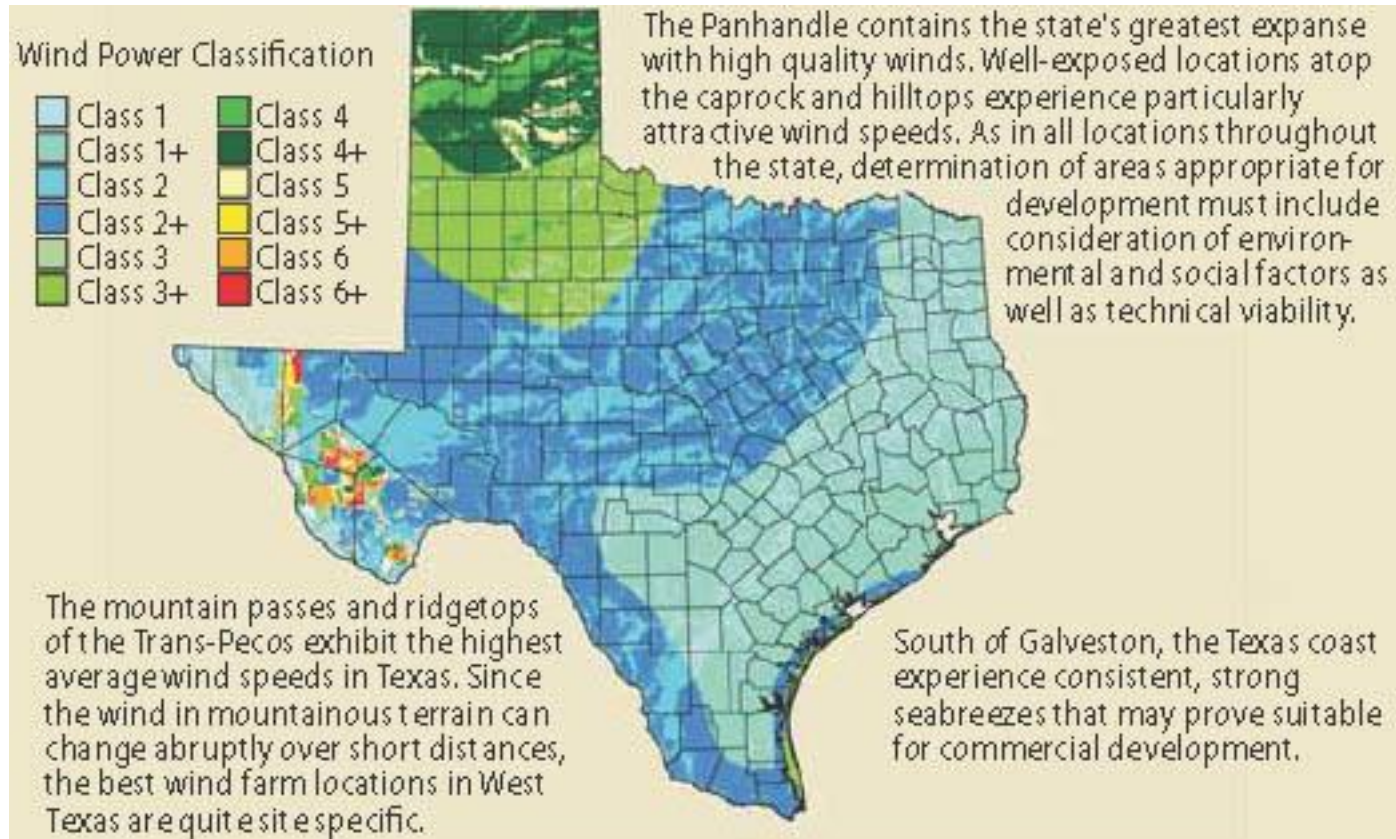 Wind Power Classification
Class 1
Class 1+
Class 2
Class 2+
Class 3
Class 3+
Class 4
Class 4+
Class 5
Class 5+
Class 6
Class 6+
The Panhandle contains the state's greatest expanse
with high quality winds. Well-exposed locations atop
the caprock and hilltops experience particularly
attractive wind speeds. As in all locations throughout
the state, determination of areas appropriate for
development must include
consideration of environ-
mental and social factors as
well as technical viability.
The mountain passes and ridgetops
of the Trans-Pecos exhibit the highest
average wind speeds in Texas. Since
the wind in mountainous terrain can
change abruptly over short distances,
the best wind farm locations in West
Texas are quite site specific.
South of Galveston, the Texas coast
experience consistent, strong
seabreezes that may prove suitable
for commercial development.